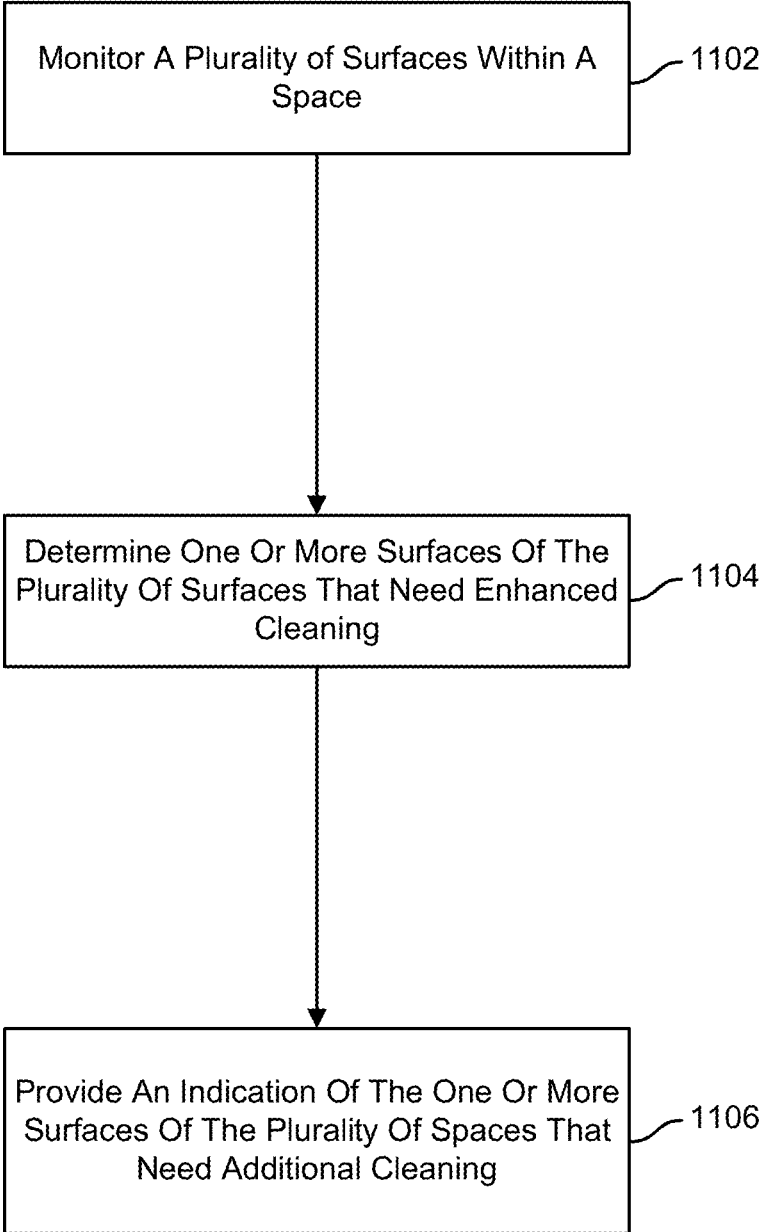 Monitor A Plurality of Surfaces Within A
Space
1102
Determine One Or More Surfaces Of The
Plurality Of Surfaces That Need Enhanced
Cleaning
1104
Provide An Indication Of The One Or More
Surfaces Of The Plurality Of Spaces That
Need Additional Cleaning
1106